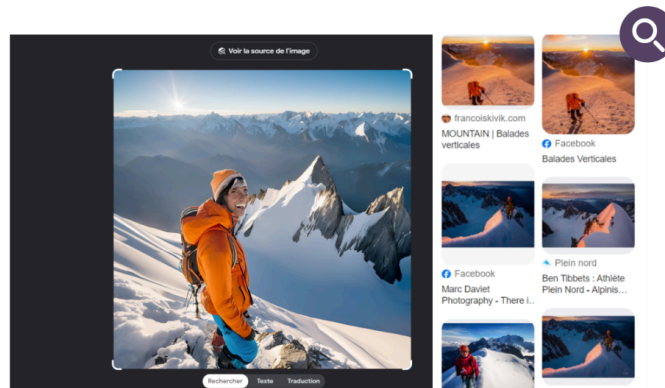 Voir la source de l'image
Rechercher
Texte
Traduction
francoiskivik.com
MOUNTAIN | Balades
verticales
Facebook
Balades Verticales
Facebook
Marc Daviet
Photography - There i...
Plein nord
Ben Tibbets : Athlète
Plein Nord - Alpinis...